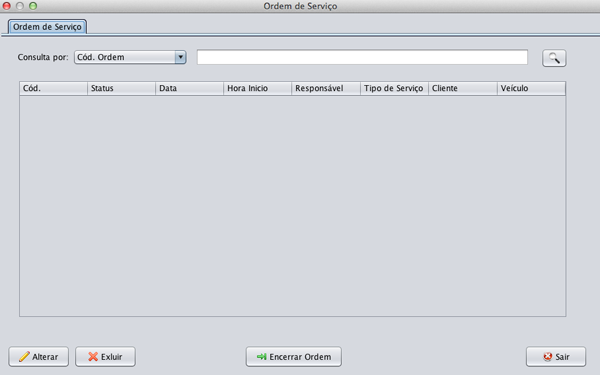 Ordem de Serviço
Ordem de Serviço
Consulta por: Cód. Ordem
Cód. Status Data Hora Inicio Responsável Tipo de Serviço Cliente Veículo
Alterar Exluir Encerrar Ordem Sair